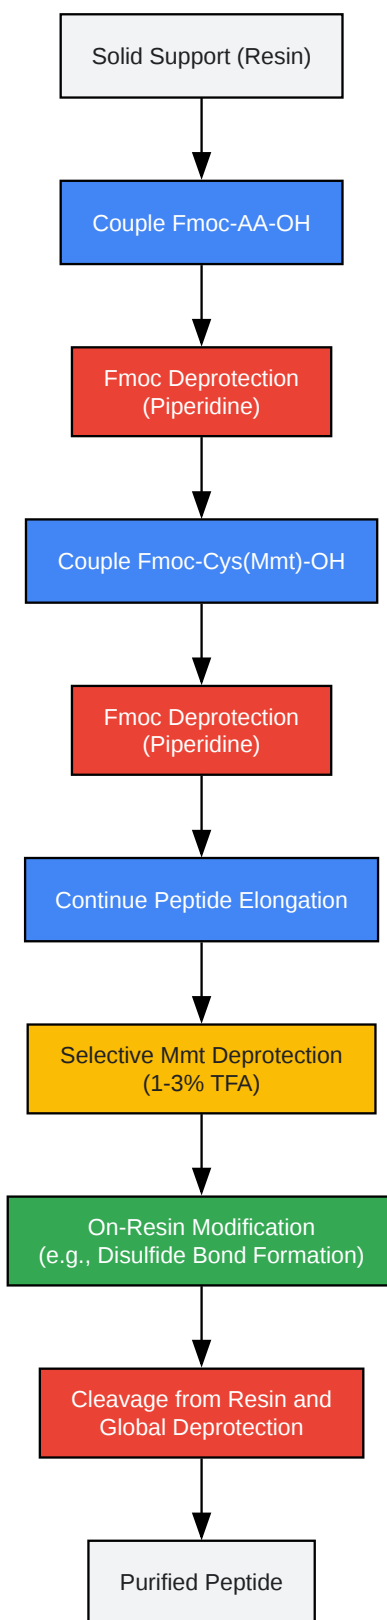 Solid Support (Resin)
Couple Fmoc-AA-OH
Fmoc Deprotection
(Piperidine)
Couple Fmoc-Cys(Mmt)-OH
Fmoc Deprotection
(Piperidine)
Continue Peptide Elongation
Selective Mmt Deprotection
(1-3% TFA)
On-Resin Modification
(e.g., Disulfide Bond Formation)
Cleavage from Resin and
Global Deprotection
Purified Peptide